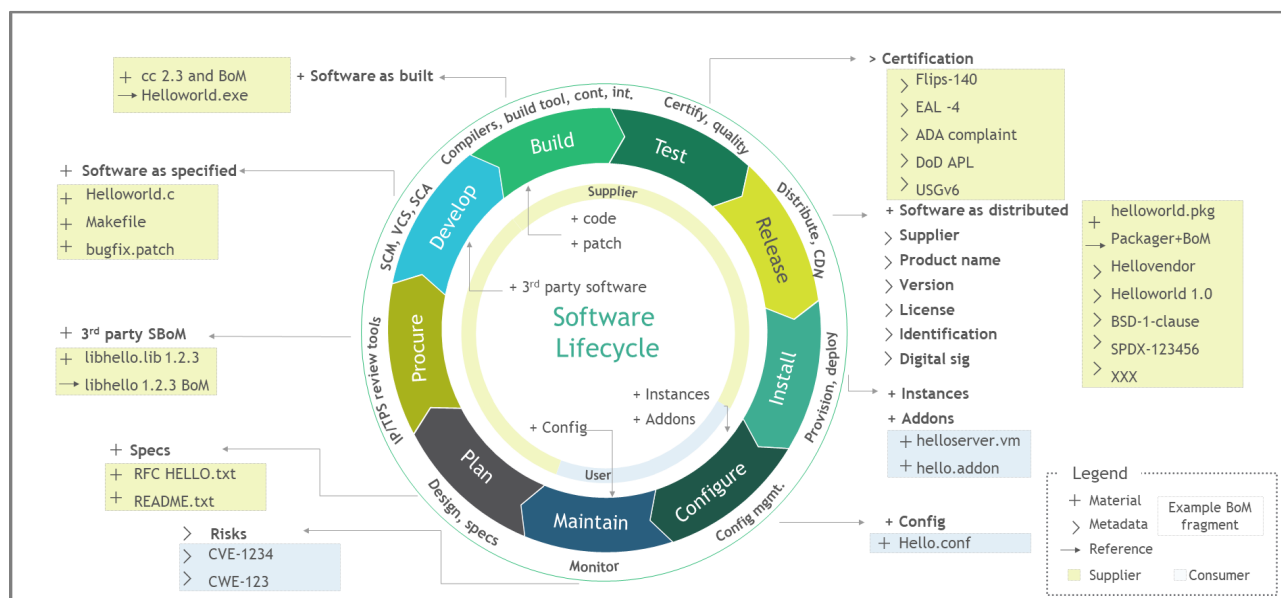 + cc 2.3 and BoM
→ Helloworld.exe
+ Software as built
+ Software as specified
+ Helloworld.c
+ Makefile
+ bugfix.patch
+ 3rd party SBoM
+ libhello.lib 1.2.3
→ libhello 1.2.3 BoM
+ Specs
+ RFC HELLO.txt
+ README.txt
> Risks
> CVE-1234
> CWE-123
Compilers, build tool, cont, int.
Certify, quality
Distribute, CDN
Provision, deploy
Config mgmt.
Monitor
Design, specs
IP/TPS review tools
SCM, VCS, SCA
Build
Test
Release
Install
Configure
Maintain
Plan
Procure
Develop
Supplier
+ code
+ patch
+ 3rd party software
Software
Lifecycle
+ Instances
+ Addons
+ Config
User
> Certification
> Flips-140
> EAL -4
> ADA complaint
> DoD APL
> USGv6
+ Software as distributed
> Supplier
> Product name
> Version
> License
> Identification
> Digital sig
+ helloworld.pkg
→ Packager+BoM
> Hellovendor
> Helloworld 1.0
> BSD-1-clause
> SPDX-123456
> XXX
+ Instances
+ Addons
+ helloserver.vm
+ hello.addon
+ Config
+ Hello.conf
Legend
+ Material
> Metadata
→ Reference
Example BoM
fragment
Supplier
Consumer